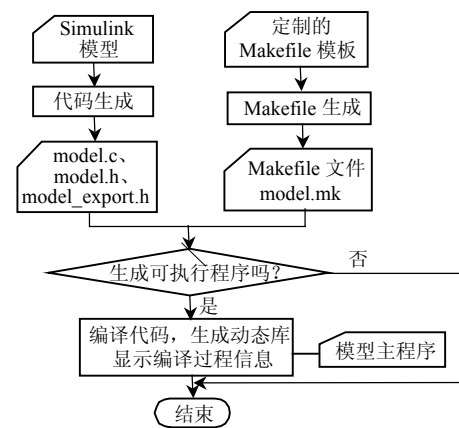 Simulink
模型
定制的
Makefile 模板
代码生成
Makefile 生成
model.c、
model.h、
model_export.h
Makefile 文件
model.mk
生成可执行程序吗?
否
是
编译代码，生成动态库
显示编译过程信息
模型主程序
结束